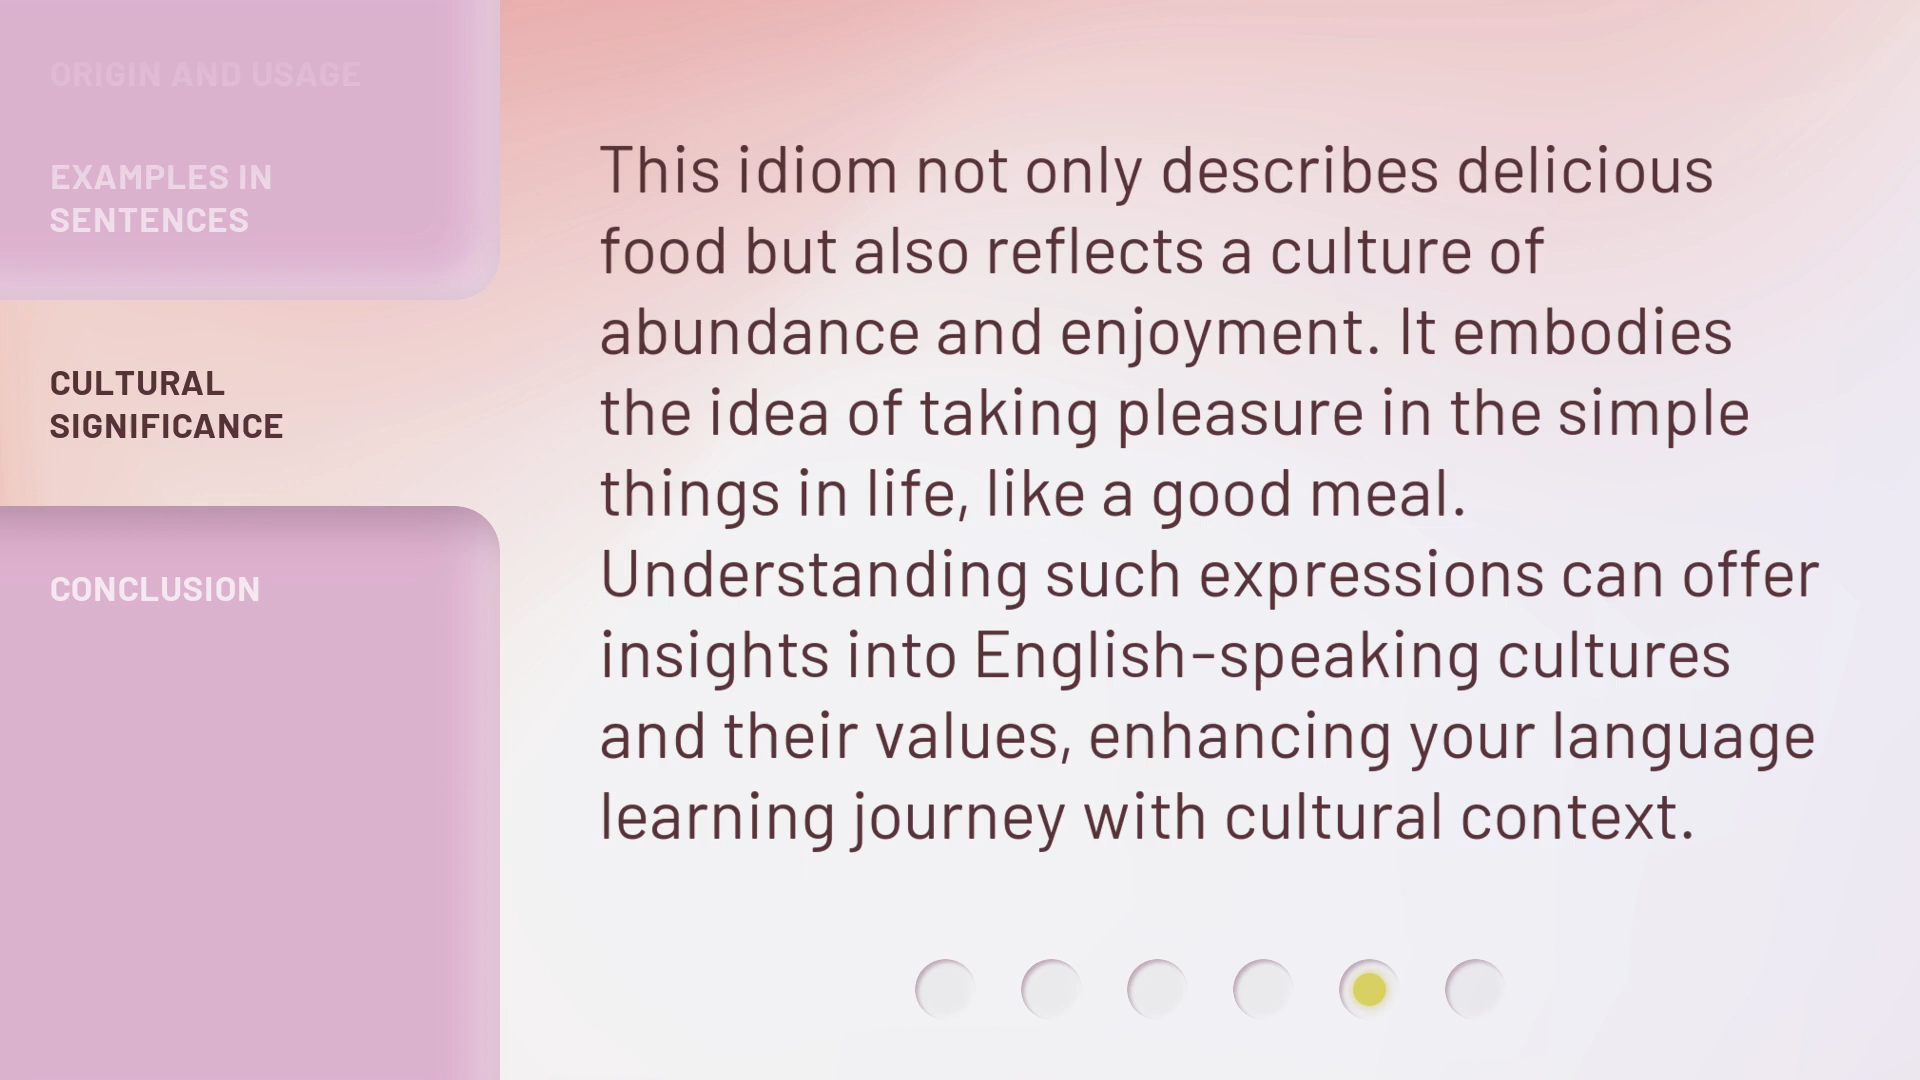 ORIGIN AND USAGE
EXAMPLES IN
SENTENCES
CULTURAL
SIGNIFICANCE
CONCLUSION
This idiom not only describes delicious
food but also reflects a culture of
abundance and enjoyment. It embodies
the idea of taking pleasure in the simple
things in life, like a good meal.
Understanding such expressions can offer
insights into English-speaking cultures
and their values, enhancing your language
learning journey with cultural context.